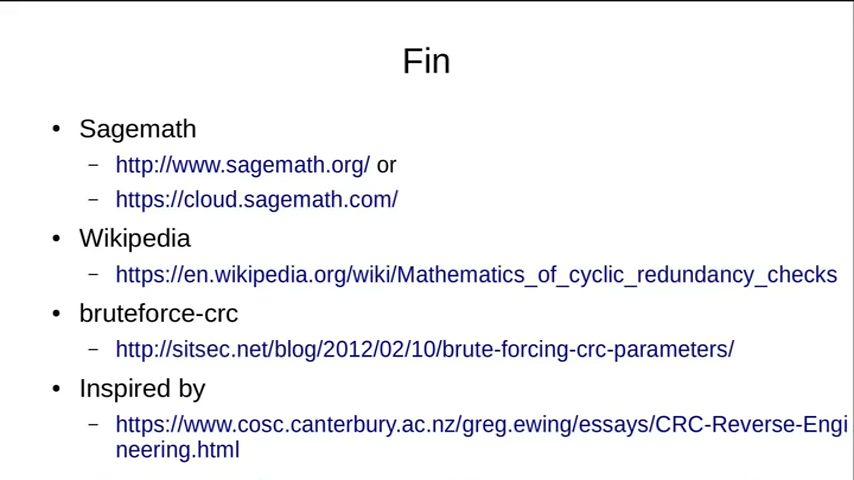 Fin
• Sagemath
– http://www.sagemath.org/ or
– https://cloud.sagemath.com/
• Wikipedia
– https://en.wikipedia.org/wiki/Mathematics_of_cyclic_redundancy_checks
• bruteforce-crc
– http://sitsec.net/blog/2012/02/10/brute-forcing-crc-parameters/
• Inspired by
– https://www.cosc.canterbury.ac.nz/greg.ewing/essays/CRC-Reverse-Engi
neering.html